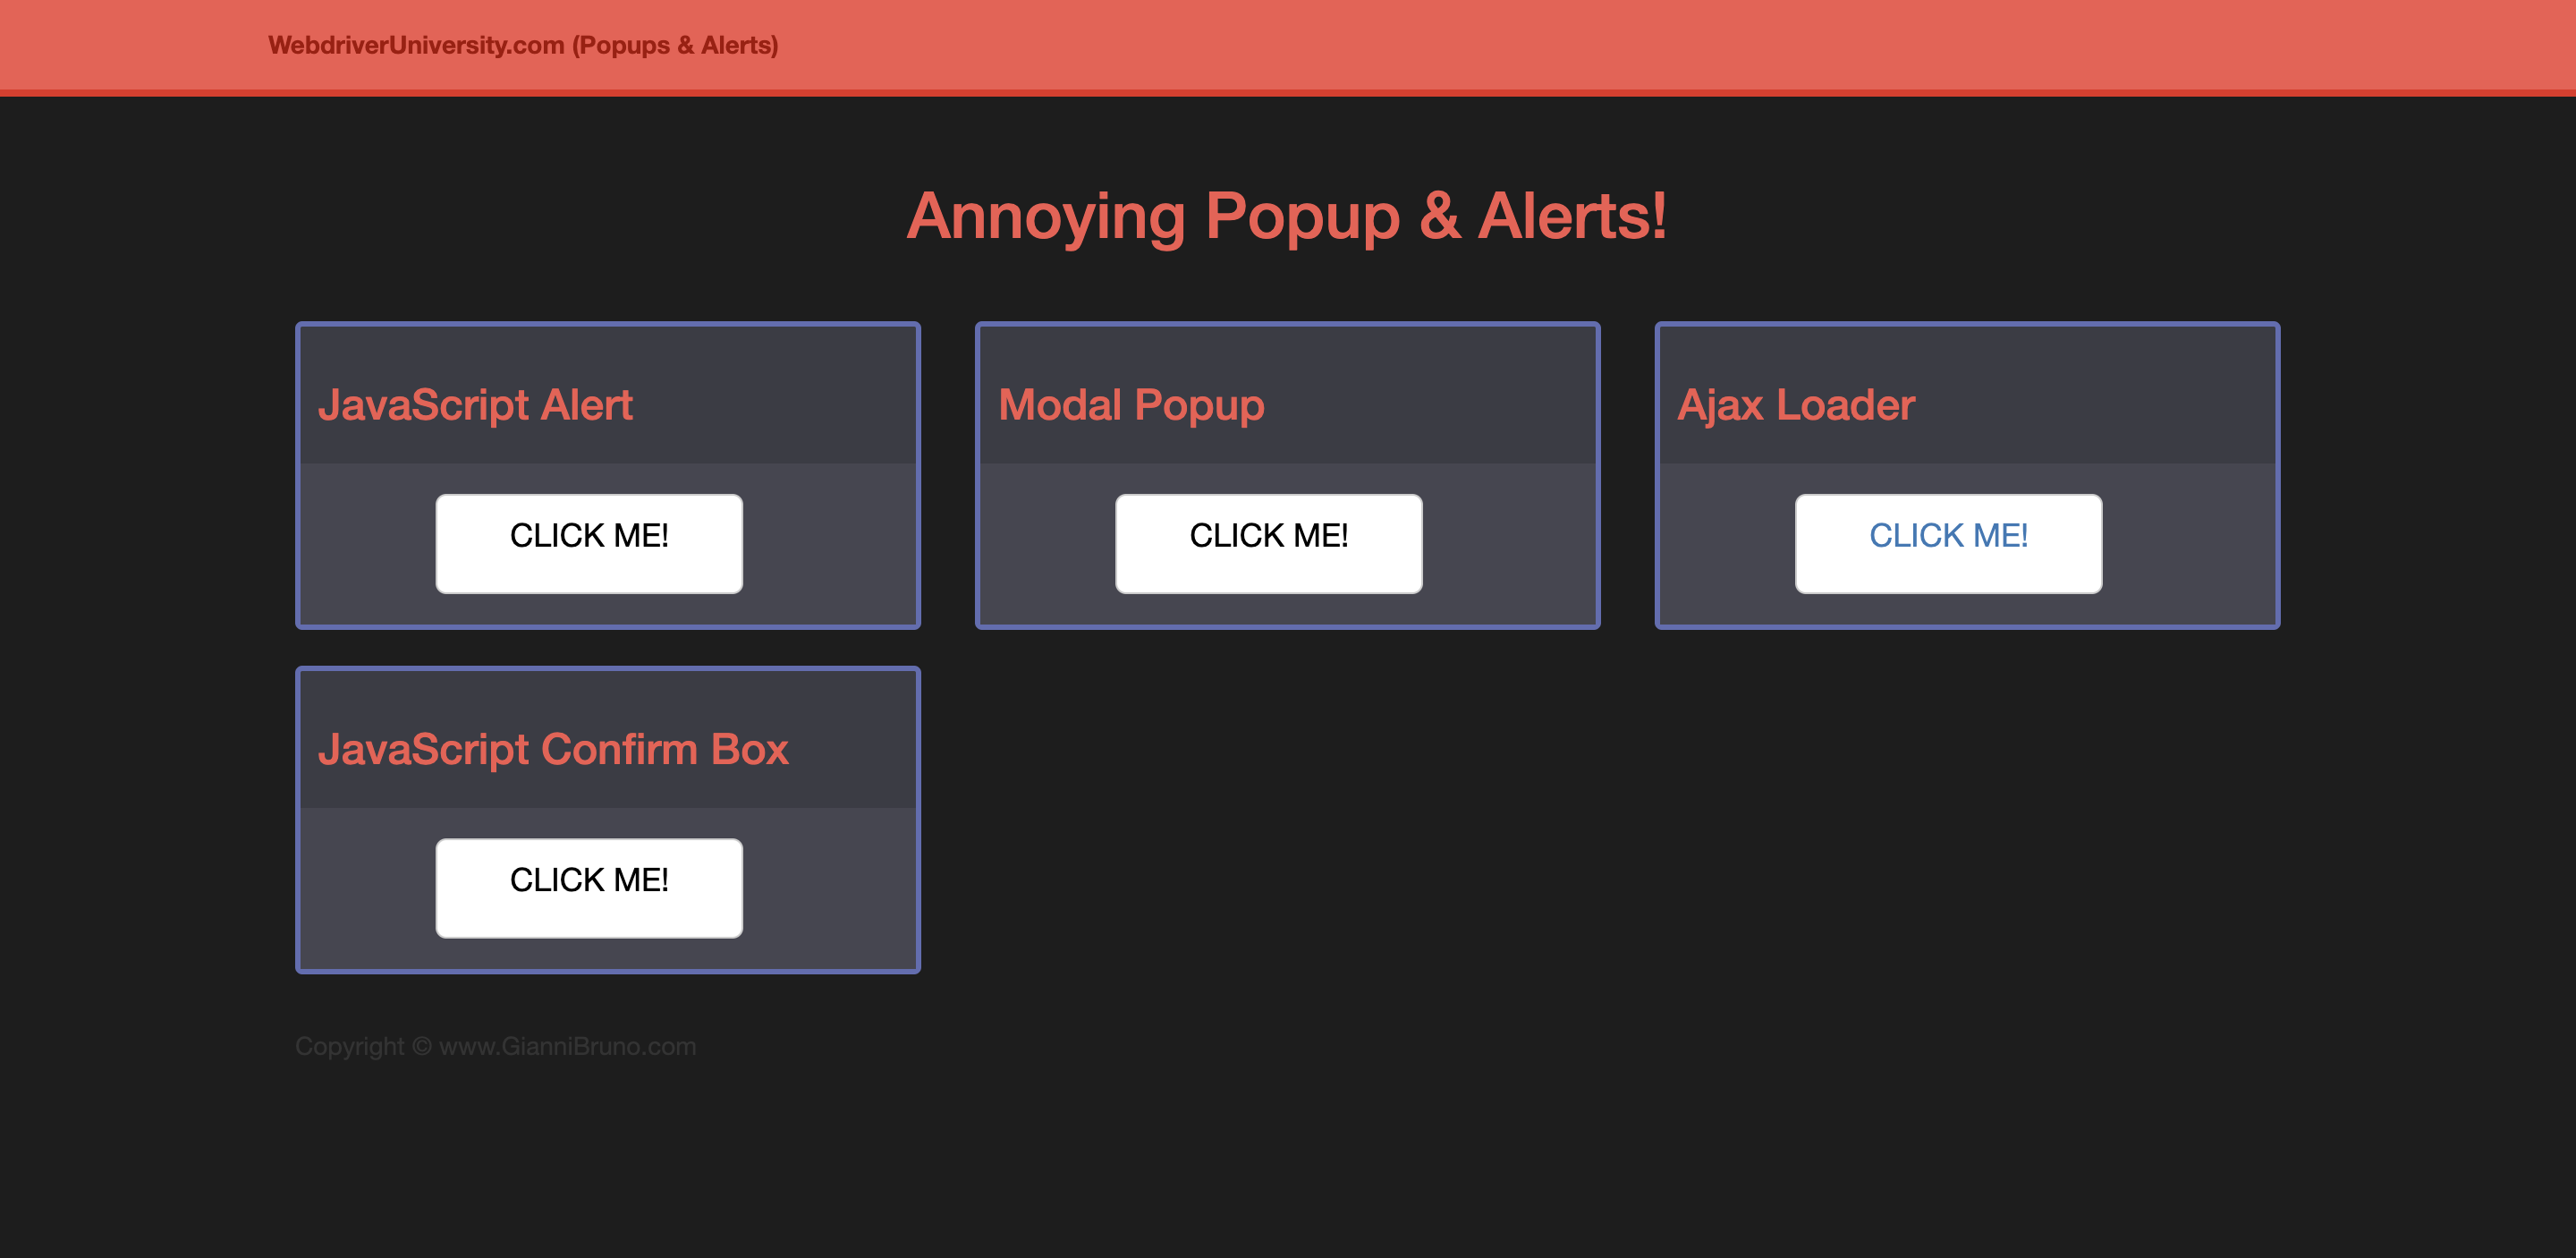 WebdriverUniversity.com (Popups & Alerts)
Annoying Popup & Alerts!
JavaScript Alert
CLICK ME!
Modal Popup
CLICK ME!
Ajax Loader
CLICK ME!
JavaScript Confirm Box
CLICK ME!
Copyright © www.GianniBruno.com